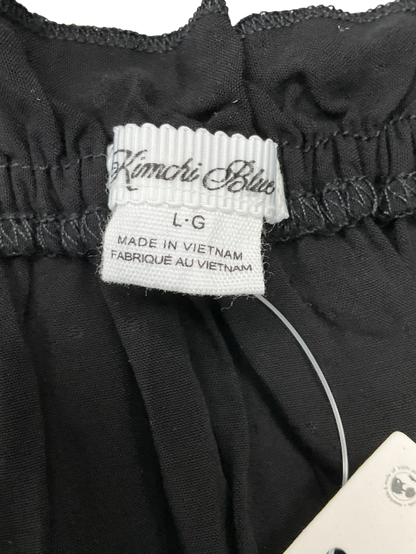 Kimchi Blue
L·G
MADE IN VIETNAM
FABRIQUÉ AU VIETNAM